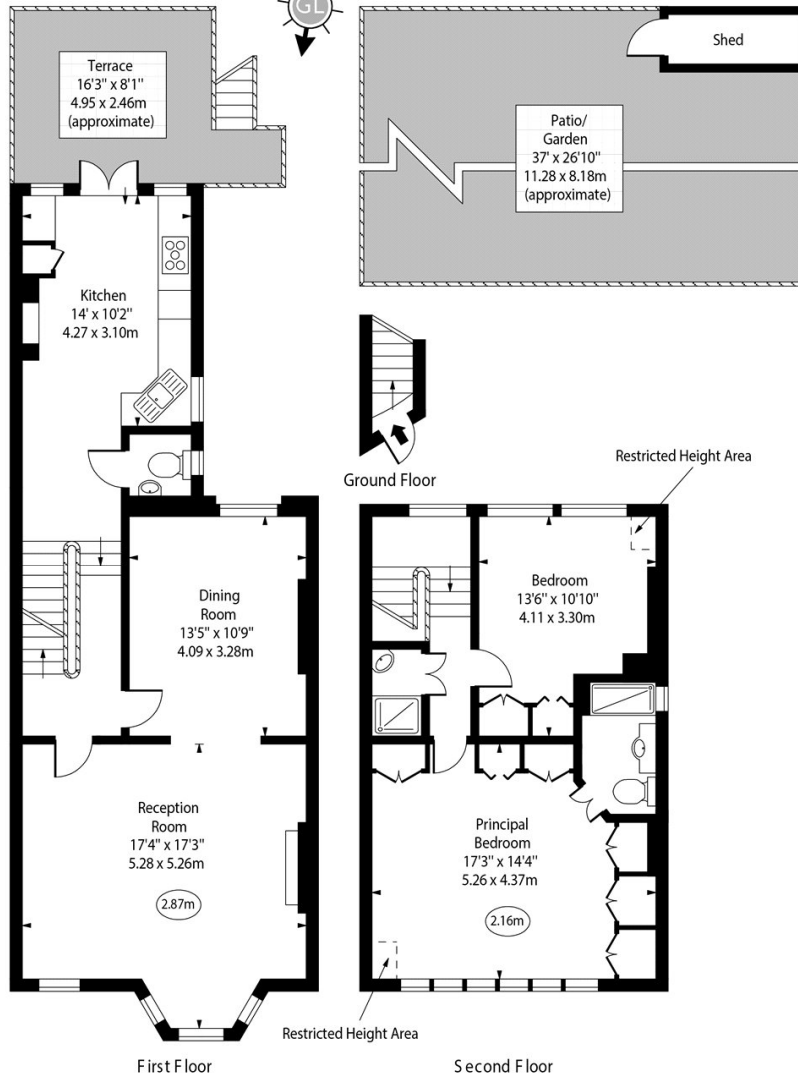 GL
Terrace
16'3" x 8'1"
4.95 x 2.46m
(approximate)
Shed
Patio/
Garden
37' x 26'10"
11.28 x 8.18m
(approximate)
Kitchen
14' x 10'2"
4.27 x 3.10m
Ground Floor
Restricted Height Area
Dining
Room
13'5" x 10'9"
4.09 x 3.28m
Bedroom
13'6" x 10'10"
4.11 x 3.30m
Reception
Room
17'4" x 17'3"
5.28 x 5.26m
2.87m
Principal
Bedroom
17'3" x 14'4"
5.26 x 4.37m
2.16m
Restricted Height Area
First Floor
Second Floor